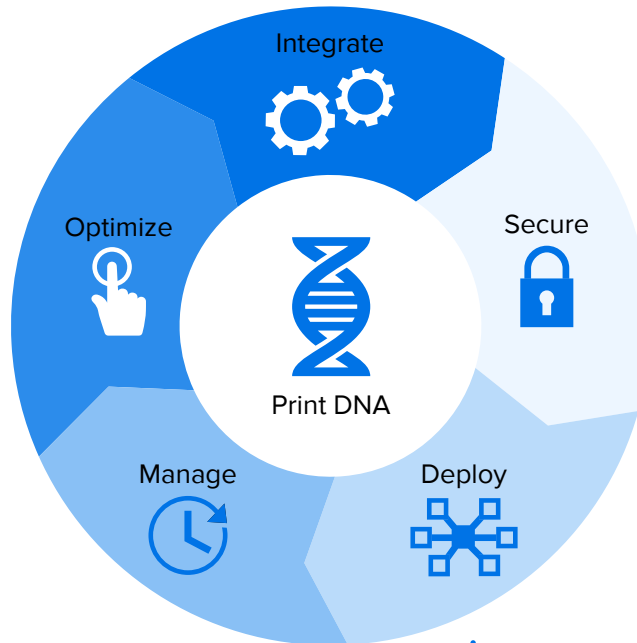 Integrate
Optimize
Secure
Print DNA
Manage
Deploy